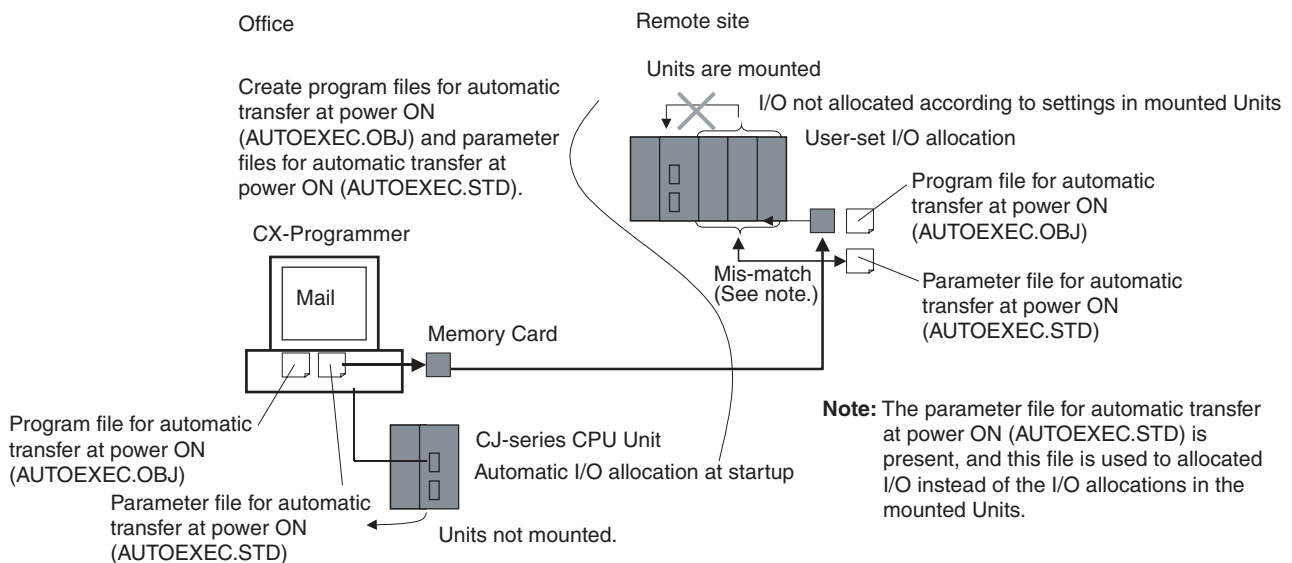 Office
Create program files for automatic
transfer at power ON
(AUTOEXEC.OBJ) and parameter
files for automatic transfer at
power ON (AUTOEXEC.STD).
CX-Programmer
Mail
Memory Card
Program file for automatic
transfer at power ON
(AUTOEXEC.OBJ)
Parameter file for automatic
transfer at power ON
(AUTOEXEC.STD)
CJ-series CPU Unit
Automatic I/O allocation at startup
Units not mounted.
Remote site
Units are mounted
I/O not allocated according to settings in mounted Units
User-set I/O allocation
Program file for automatic
transfer at power ON
(AUTOEXEC.OBJ)
Mis-match
(See note.)
Parameter file for automatic
transfer at power ON
(AUTOEXEC.STD)
Note: The parameter file for automatic transfer
at power ON (AUTOEXEC.STD) is
present, and this file is used to allocated
I/O instead of the I/O allocations in the
mounted Units.